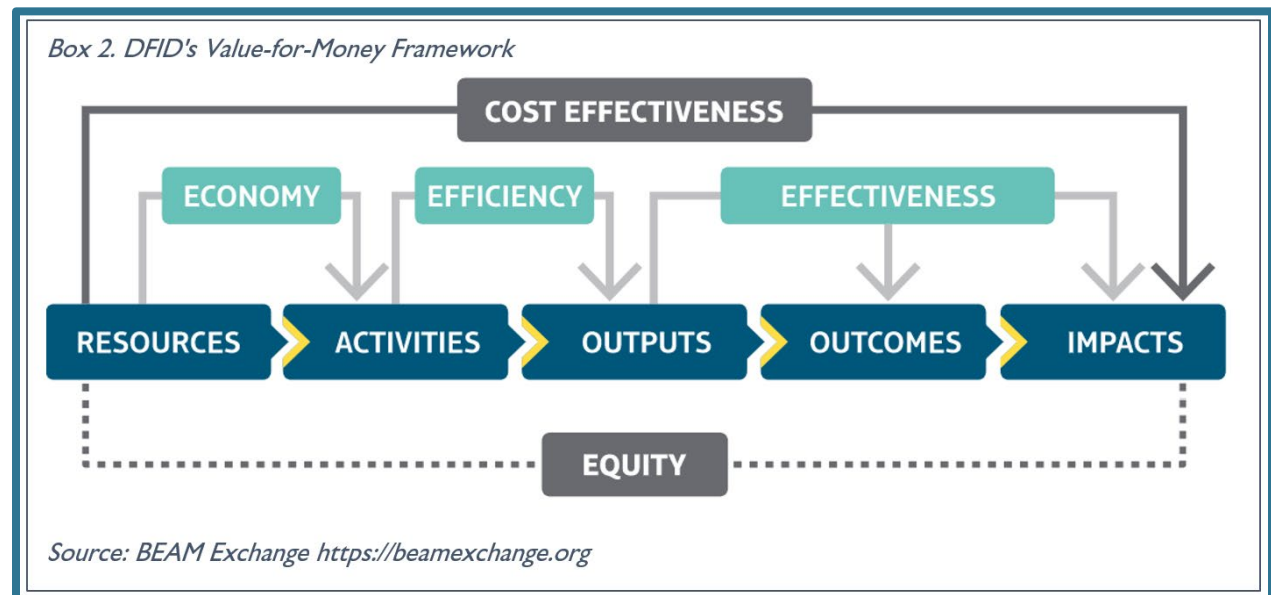 Box 2. DFID's Value-for-Money Framework
COST EFFECTIVENESS
ECONOMY
EFFICIENCY
EFFECTIVENESS
RESOURCES
ACTIVITIES
OUTPUTS
OUTCOMES
IMPACTS
EQUITY
Source: BEAM Exchange https://beamexchange.org